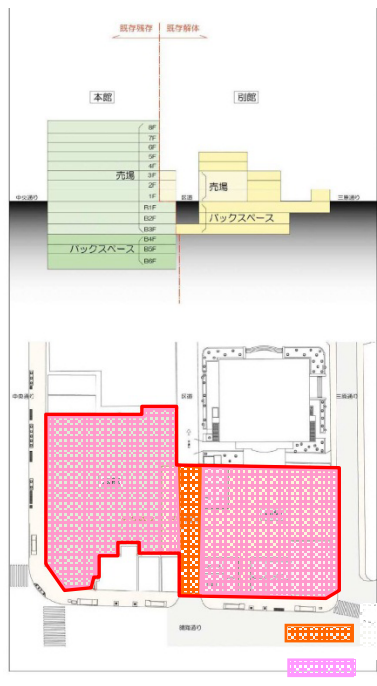 既存残存 既存解体
本館 別館
8F
7F
6F
5F
4F
3F
2F
1F
売場
売場
中央通り
区道
三原通り
B1F
B2F
B3F
B4F
B5F
B6F
バックスペース
バックスペース
中央通り
区道
三原通り
晴海通り